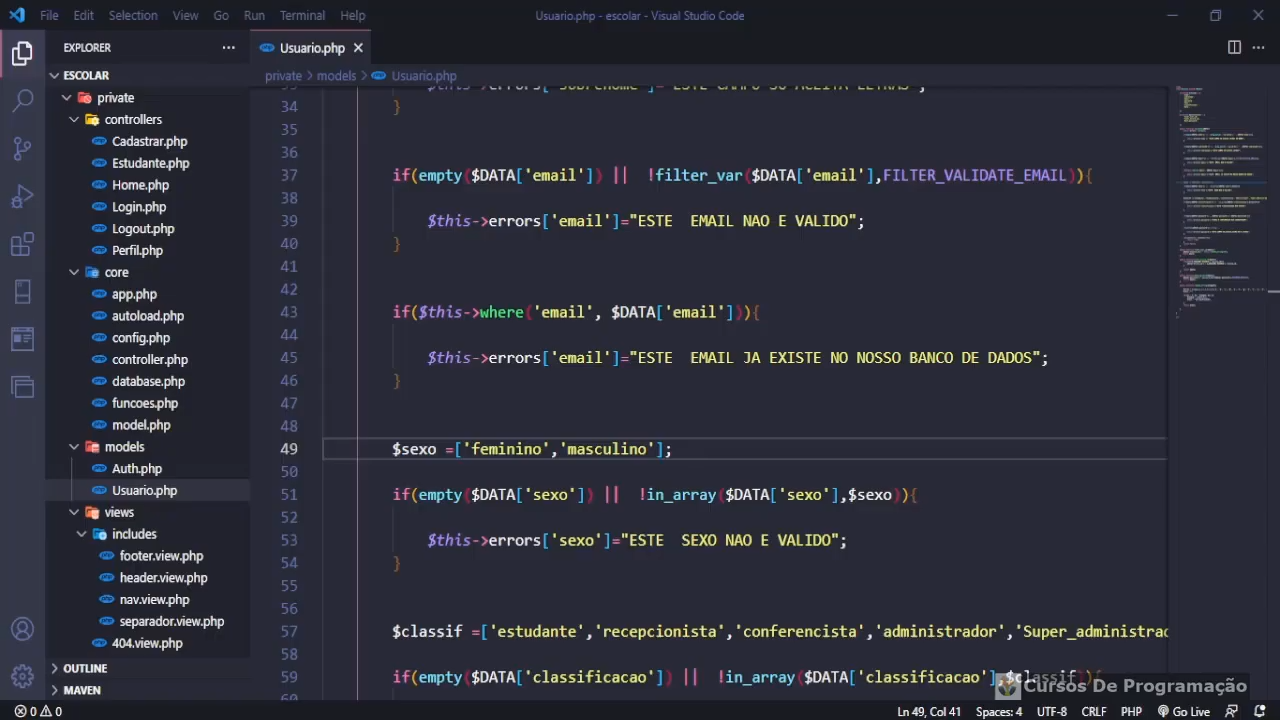 File Edit Selection View Go Run Terminal Help
Usuario.php - escolar - Visual Studio Code
EXPLORER
Usuario.php
ESCOLAR
private > models > Usuario.php
private
controllers
Cadastrar.php
Estudante.php
Home.php
Login.php
Logout.php
Perfil.php
core
app.php
autoload.php
config.php
controller.php
database.php
funcoes.php
model.php
models
Auth.php
Usuario.php
views
includes
footer.view.php
header.view.php
nav.view.php
separador.view.php
404.view.php
OUTLINE
MAVEN
34 }
35
36
37 if(empty($DATA['email']) || !filter_var($DATA['email'],FILTER_VALIDATE_EMAIL)){
38
39 $this->errors['email']="ESTE  EMAIL NAO E VALIDO";
40 }
41
42
43 if($this->where('email', $DATA['email'])){
44
45 $this->errors['email']="ESTE  EMAIL JA EXISTE NO NOSSO BANCO DE DADOS";
46 }
47
48
49 $sexo =['feminino','masculino'];
50
51 if(empty($DATA['sexo']) || !in_array($DATA['sexo'],$sexo)){
52
53 $this->errors['sexo']="ESTE  SEXO NAO E VALIDO";
54 }
55
56
57 $classif =['estudante','recepcionista','conferencista','administrador','Super_administrad
58
59 if(empty($DATA['classificacao']) || !in_array($DATA['classificacao'],$classif)){
60
Cursos De Programação
0 0
Ln 49, Col 41 Spaces: 4 UTF-8 CRLF PHP Go Live